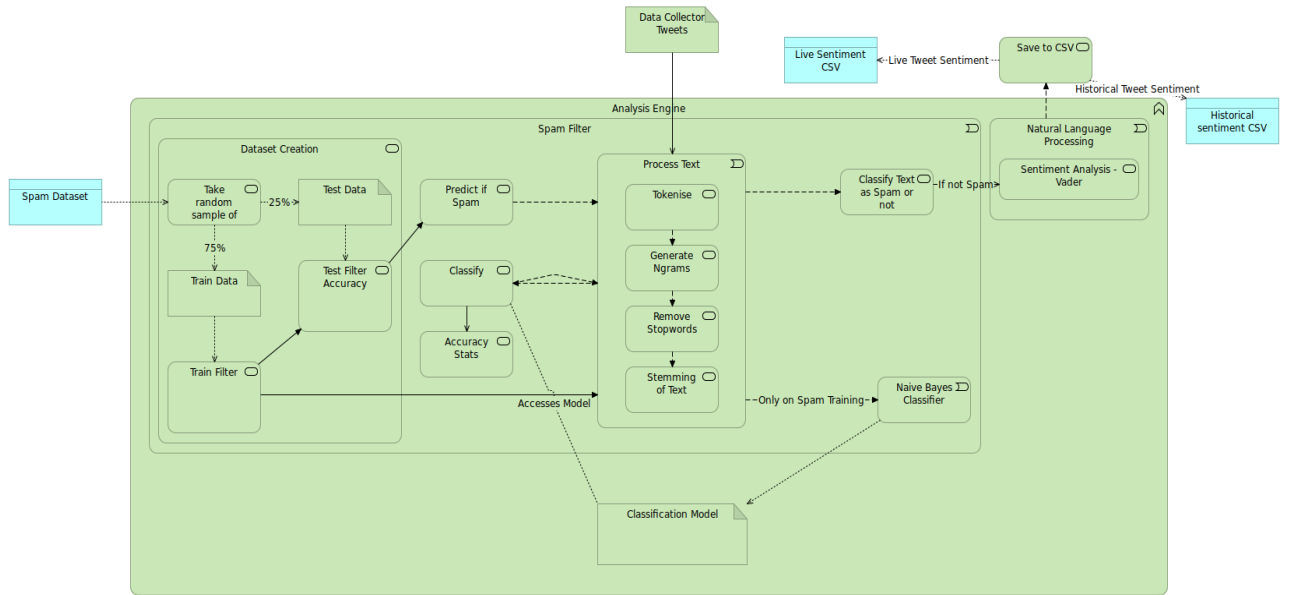 Data Collector
Tweets
Live Sentiment
CSV
Live Tweet Sentiment
Save to CSV
Historical Tweet Sentiment
Historical
sentiment CSV
Analysis Engine
Spam Filter
Natural Language
Processing
Sentiment Analysis -
Vader
Dataset Creation
Spam Dataset
Take
random
sample of
25%
Test Data
75%
Train Data
Test Filter
Accuracy
Train Filter
Predict if
Spam
Classify
Accuracy
Stats
Process Text
Tokenise
Generate
Ngrams
Remove
Stopwords
Stemming
of Text
Classify Text
as Spam or
not
If not Spam
Accesses Model
Only on Spam Training
Naive Bayes
Classifier
Classification Model